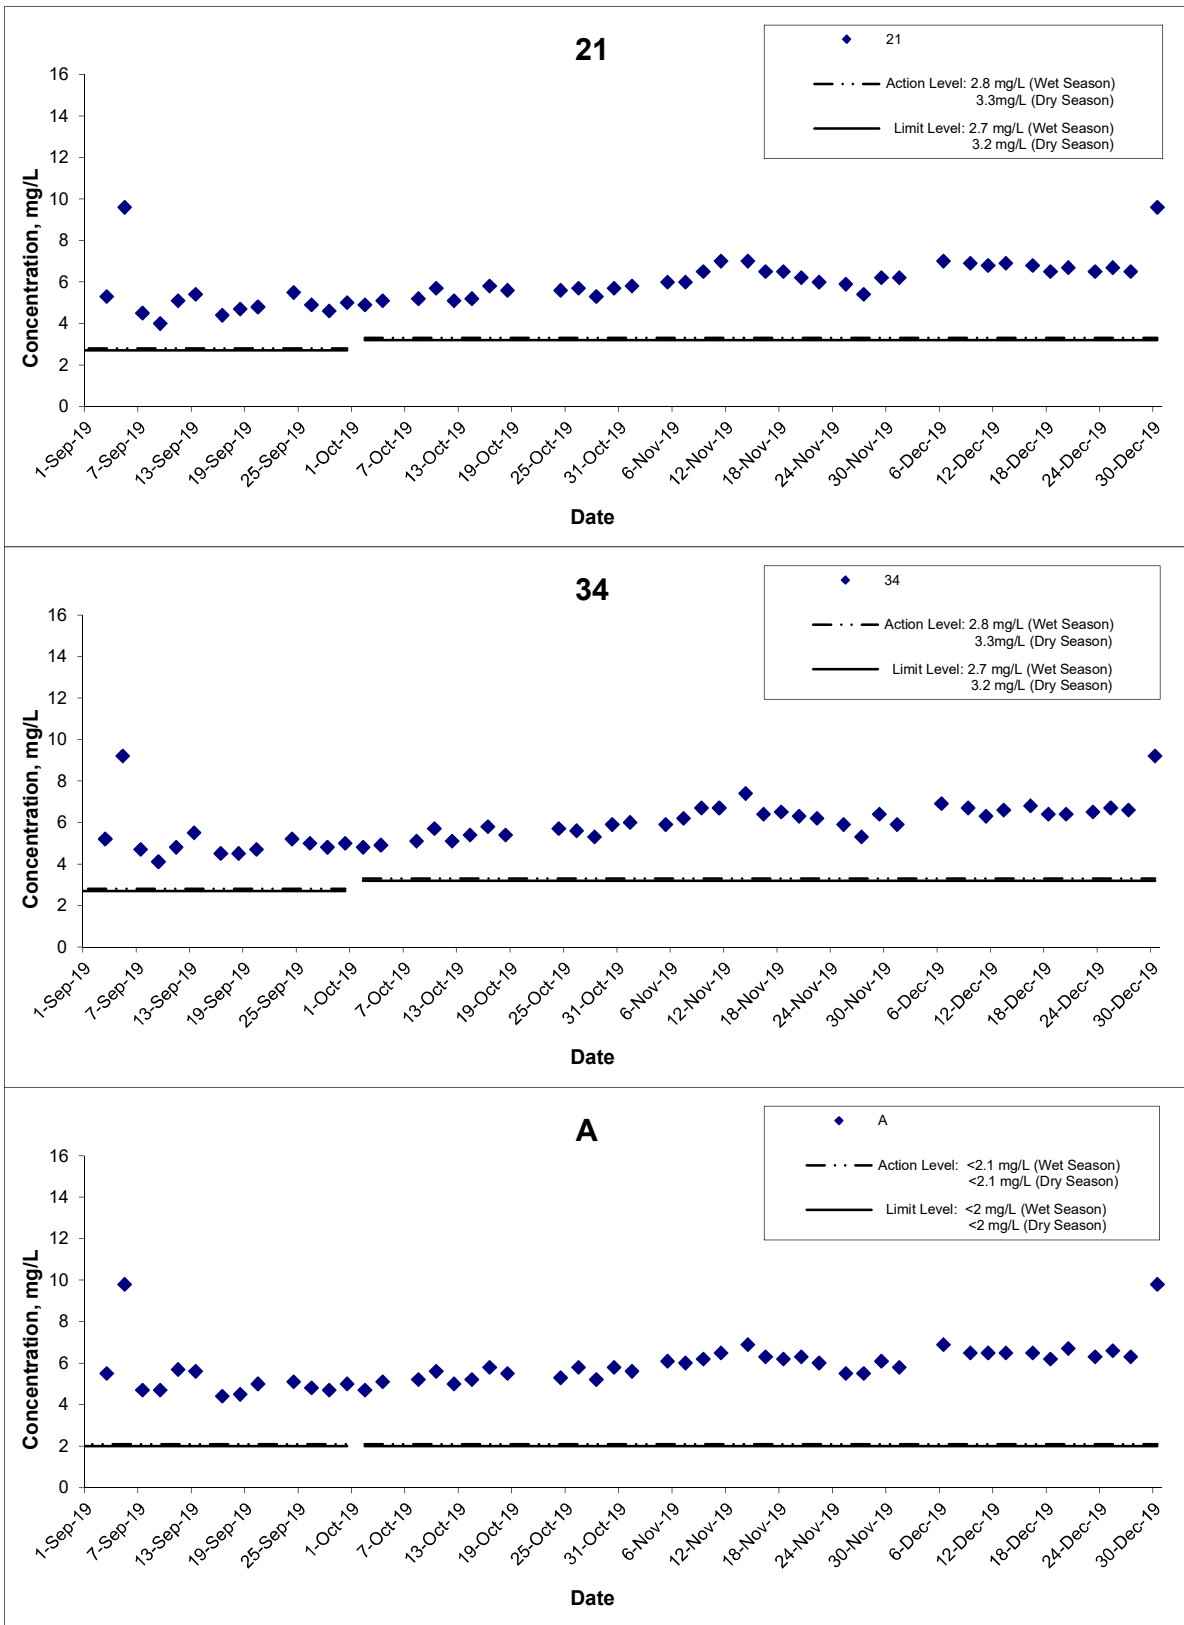 21
21
Action Level: 2.8 mg/L (Wet Season)
3.3mg/L (Dry Season)
Limit Level: 2.7 mg/L (Wet Season)
3.2 mg/L (Dry Season)
Concentration, mg/L
16
14
12
10
8
6
4
2
0
1-Sep-19
7-Sep-19
13-Sep-19
19-Sep-19
25-Sep-19
1-Oct-19
7-Oct-19
13-Oct-19
19-Oct-19
25-Oct-19
31-Oct-19
6-Nov-19
12-Nov-19
18-Nov-19
24-Nov-19
30-Nov-19
6-Dec-19
12-Dec-19
18-Dec-19
24-Dec-19
30-Dec-19
Date
34
34
Action Level: 2.8 mg/L (Wet Season)
3.3mg/L (Dry Season)
Limit Level: 2.7 mg/L (Wet Season)
3.2 mg/L (Dry Season)
Concentration, mg/L
16
14
12
10
8
6
4
2
0
1-Sep-19
7-Sep-19
13-Sep-19
19-Sep-19
25-Sep-19
1-Oct-19
7-Oct-19
13-Oct-19
19-Oct-19
25-Oct-19
31-Oct-19
6-Nov-19
12-Nov-19
18-Nov-19
24-Nov-19
30-Nov-19
6-Dec-19
12-Dec-19
18-Dec-19
24-Dec-19
30-Dec-19
Date
A
A
Action Level: <2.1 mg/L (Wet Season)
<2.1 mg/L (Dry Season)
Limit Level: <2 mg/L (Wet Season)
<2 mg/L (Dry Season)
Concentration, mg/L
16
14
12
10
8
6
4
2
0
1-Sep-19
7-Sep-19
13-Sep-19
19-Sep-19
25-Sep-19
1-Oct-19
7-Oct-19
13-Oct-19
19-Oct-19
25-Oct-19
31-Oct-19
6-Nov-19
12-Nov-19
18-Nov-19
24-Nov-19
30-Nov-19
6-Dec-19
12-Dec-19
18-Dec-19
24-Dec-19
30-Dec-19
Date